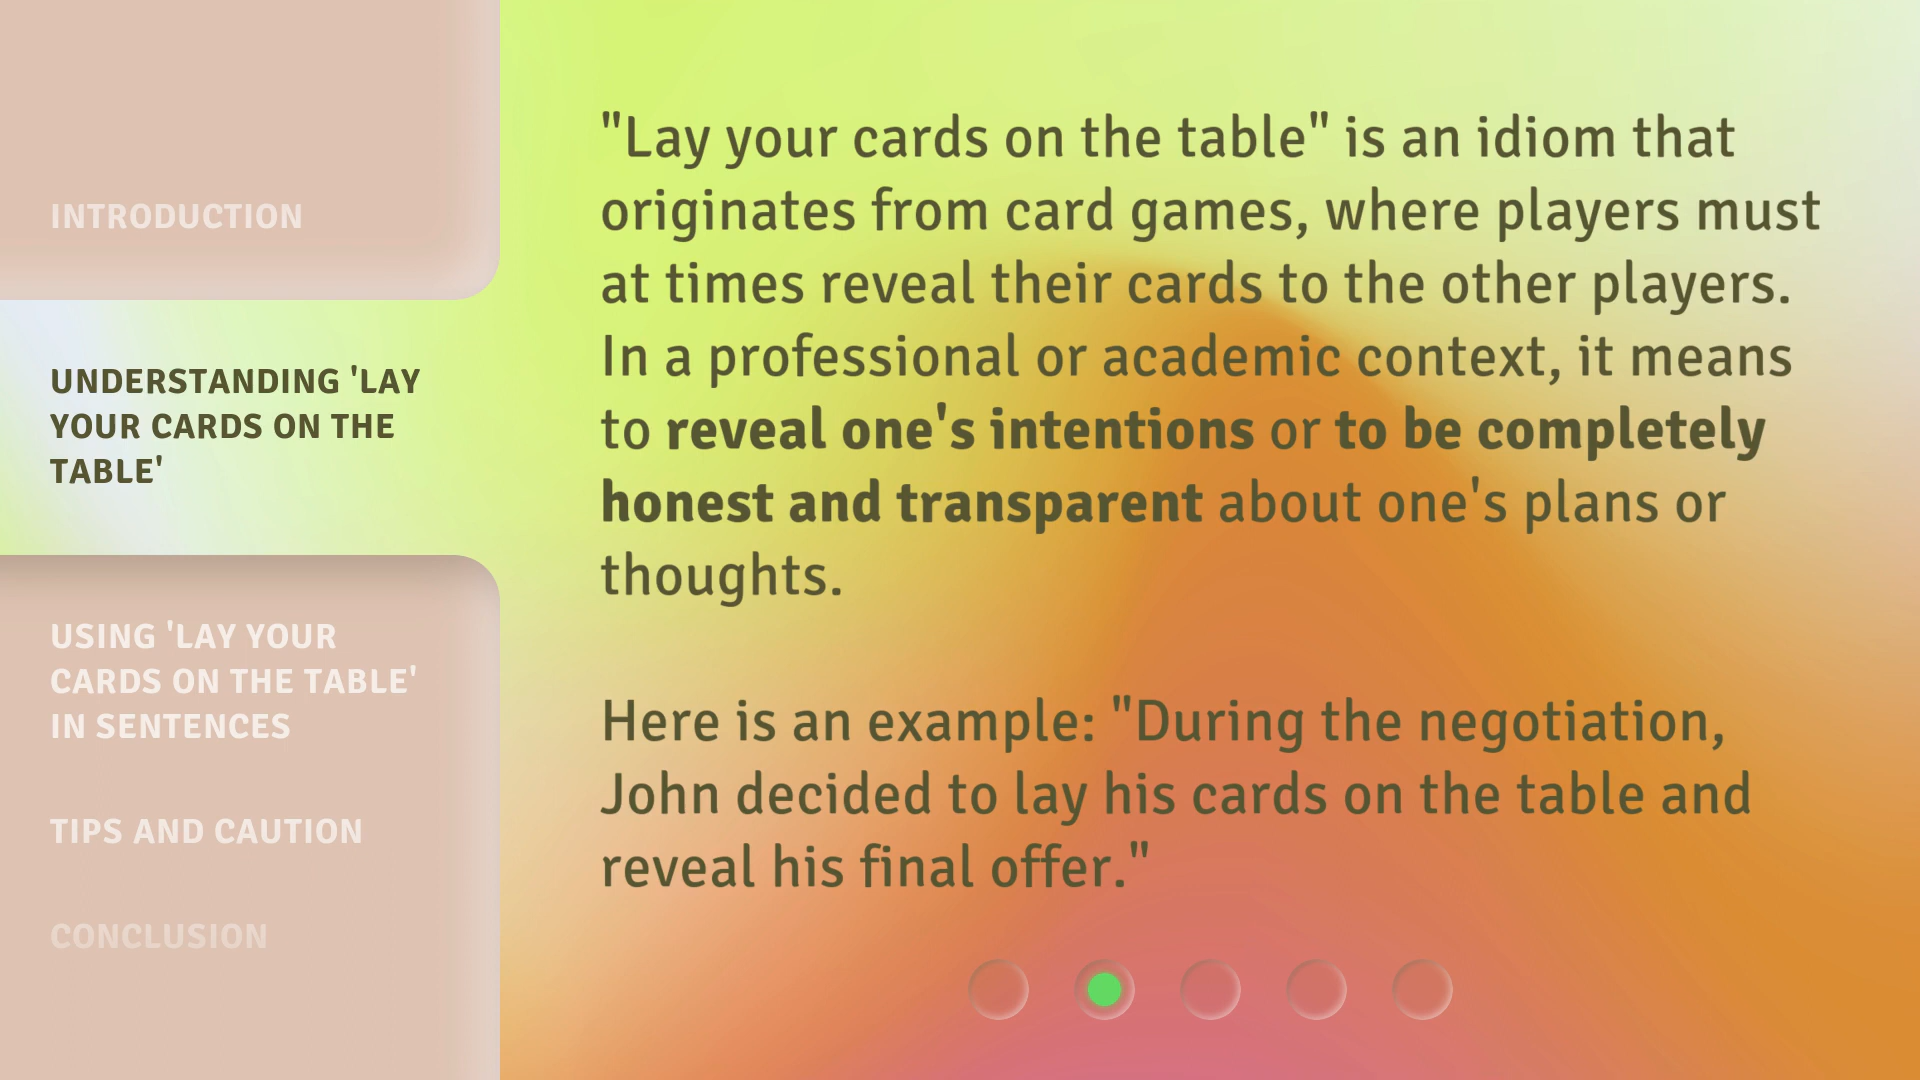 INTRODUCTION
UNDERSTANDING 'LAY
YOUR CARDS ON THE
TABLE'
USING 'LAY YOUR
CARDS ON THE TABLE'
IN SENTENCES
TIPS AND CAUTION
CONCLUSION
"Lay your cards on the table" is an idiom that
originates from card games, where players must
at times reveal their cards to the other players.
In a professional or academic context, it means
to reveal one's intentions or to be completely
honest and transparent about one's plans or
thoughts.
Here is an example: "During the negotiation,
John decided to lay his cards on the table and
reveal his final offer."